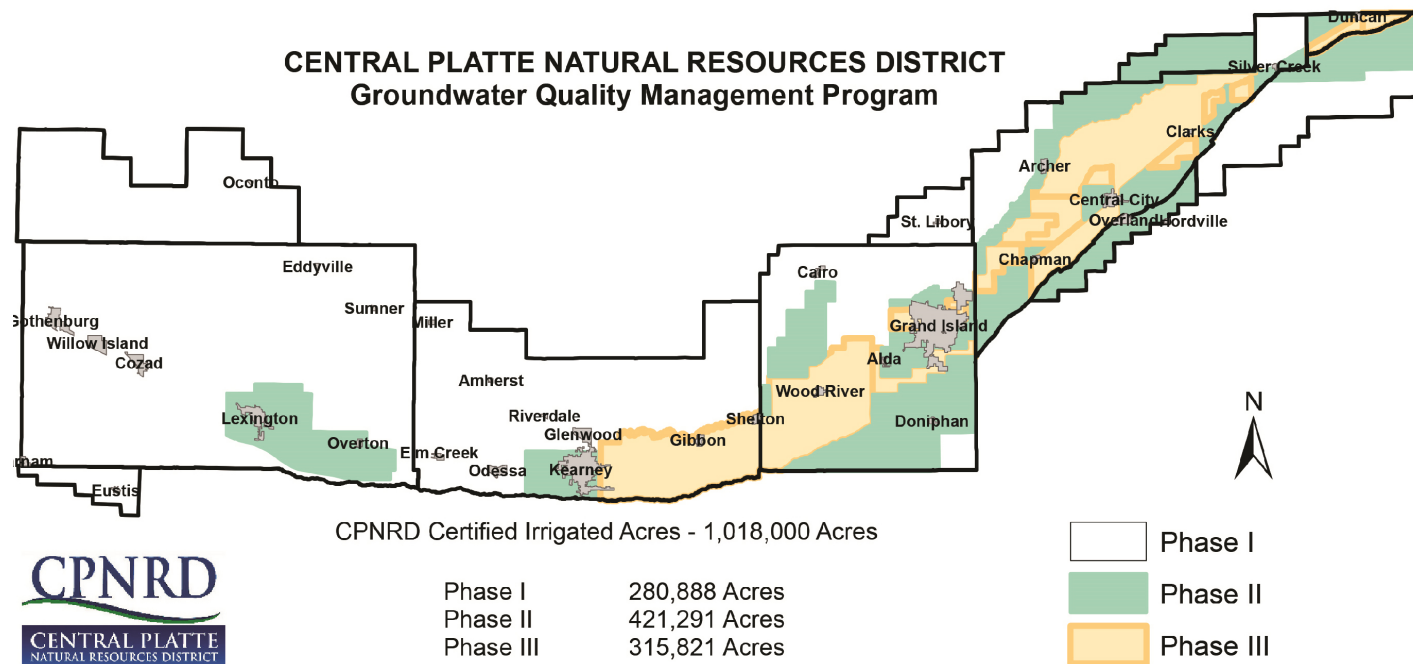 CENTRAL PLATTE NATURAL RESOURCES DISTRICT
Groundwater Quality Management Program
Duncan
Silver Creek
Clarks
Archer
Central City
Overland
Hordville
St. Libory
Chapman
Oconto
Eddyville
Cairo
Sumner
Miller
Gothenburg
Willow Island
Cozad
Grand Island
Alda
Amherst
Wood River
Lexington
Riverdale
Shelton
Doniphan
Glenwood
Overton
Gibbon
Elm Creek
Odessa
Kearney
arnam
Eustis
N
CPNRD Certified Irrigated Acres - 1,018,000 Acres
Phase I 280,888 Acres
Phase II 421,291 Acres
Phase III 315,821 Acres
Phase I
Phase II
Phase III
CPNRD
CENTRAL PLATTE
NATURAL RESOURCES DISTRICT